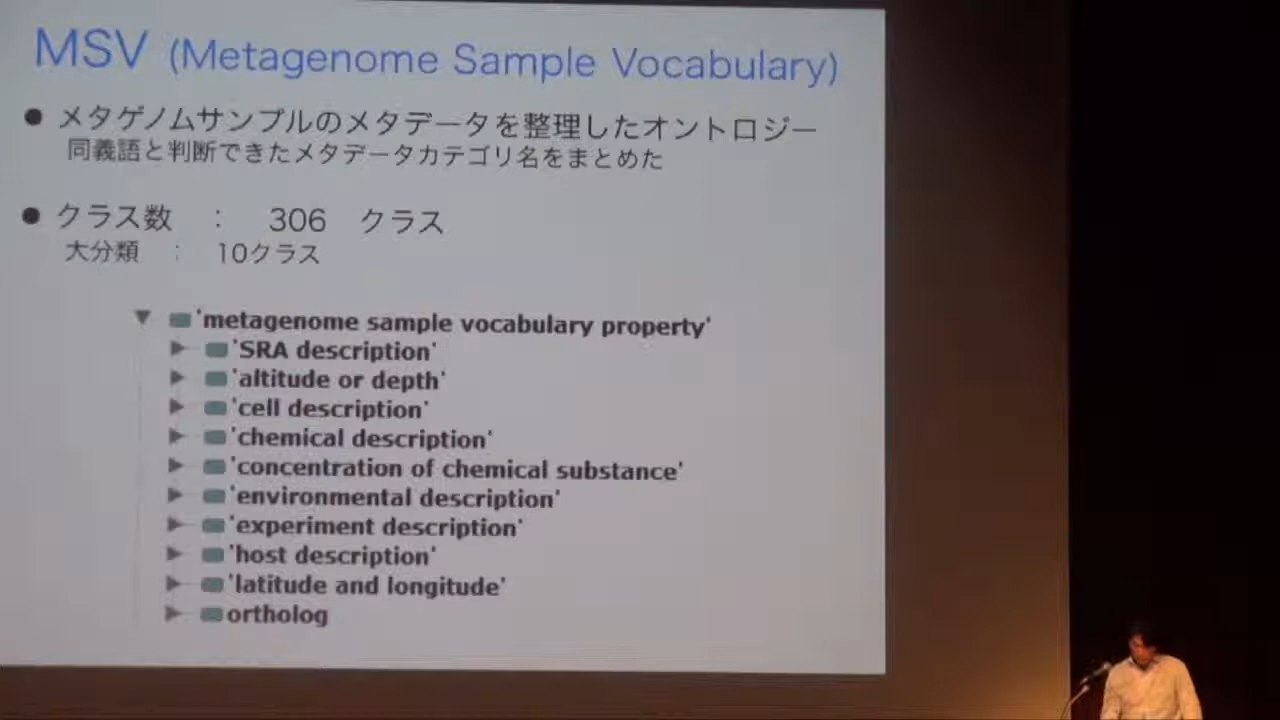 MSV (Metagenome Sample Vocabulary)
● メタゲノムサンプルのメタデータを整理したオントロジー
同義語と判断できたメタデータカテゴリ名をまとめた
● クラス数 ： 306 クラス
大分類 ： 10クラス
'metagenome sample vocabulary property'
'SRA description'
'altitude or depth'
'cell description'
'chemical description'
'concentration of chemical substance'
'environmental description'
'experiment description'
'host description'
'latitude and longitude'
ortholog